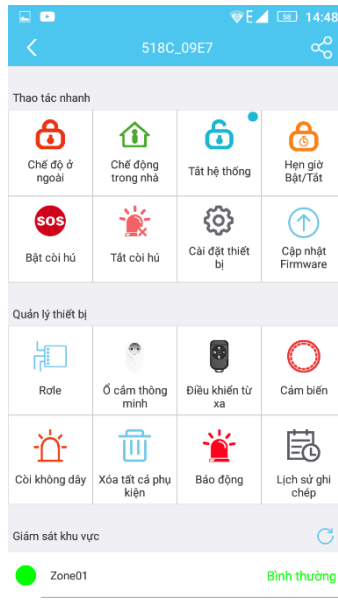 E 58 14:48
518C_09E7
Thao tác nhanh
Chế độ ở
ngoài
Chế động
trong nhà
Tắt hệ thống
Hẹn giờ
Bật/Tắt
SOS
Bật còi hú
Tắt còi hú
Cài đặt thiết
bị
Cập nhật
Firmware
Quản lý thiết bị
Rơle
Ổ cắm thông
minh
Điều khiển từ
xa
Cảm biến
Còi không dây
Xóa tất cả phụ
kiện
Báo động
Lịch sử ghi
chép
Giám sát khu vực
Zone01
Bình thường